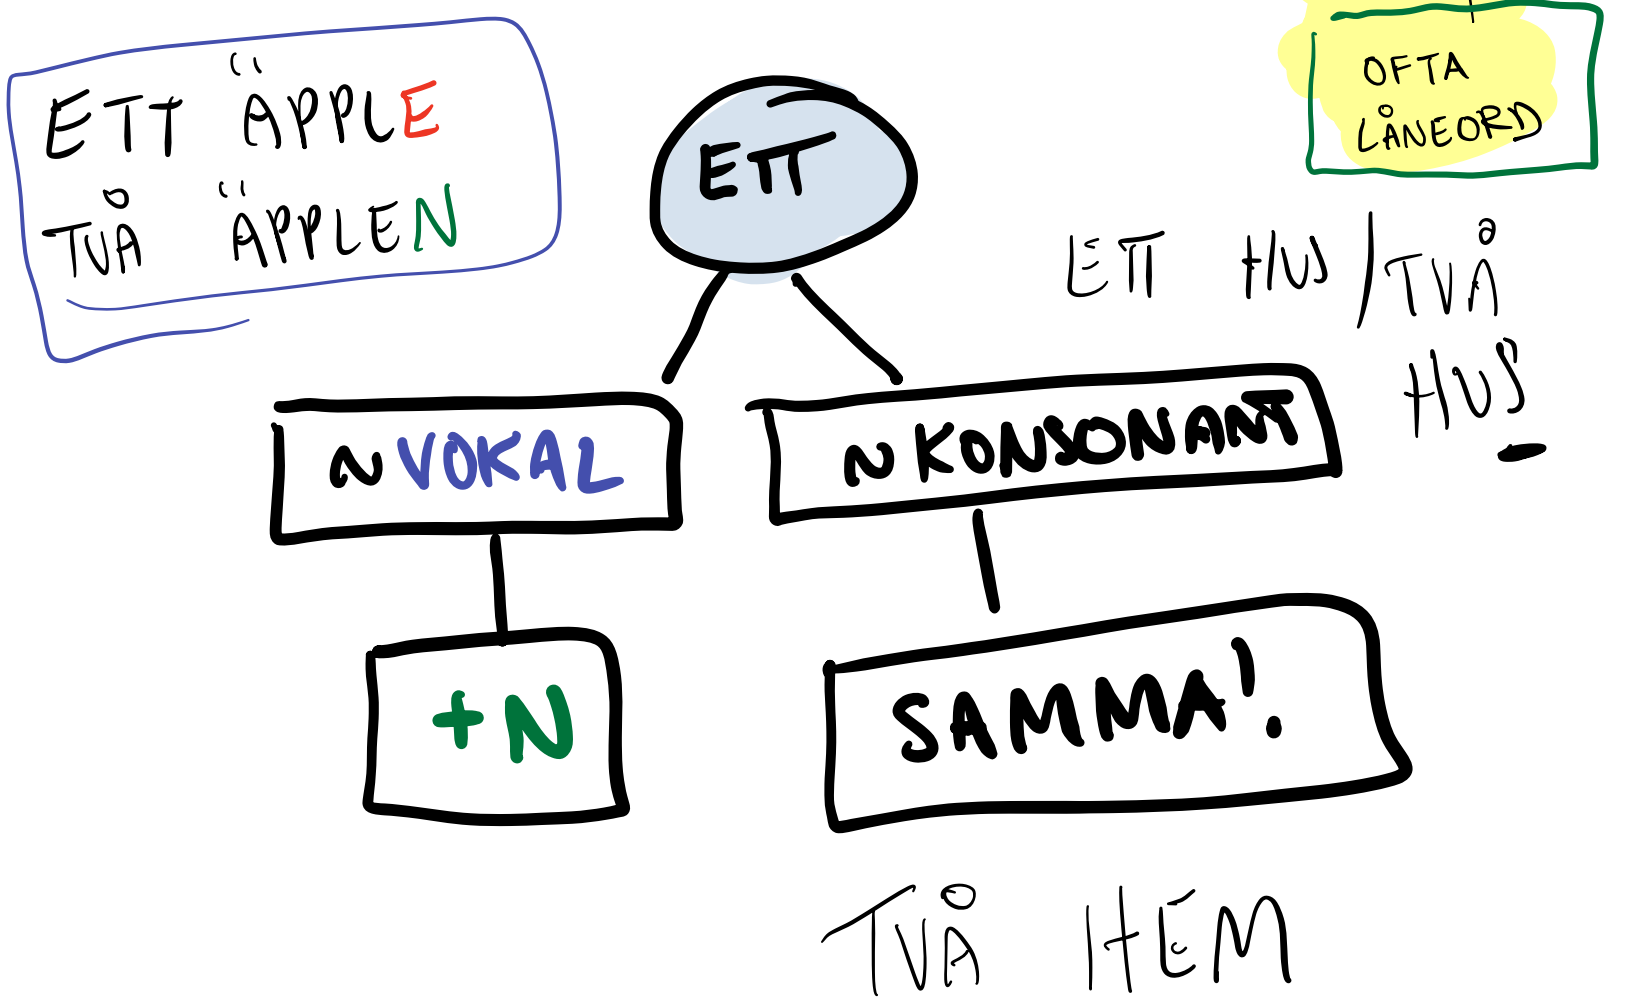 ETT ÄPPLE
TVÅ ÄPPLEN
ETT
OFTA
LÅNEORD
ETT HUS/TVÅ
HUS
~VOKAL
~KONSONANT
+N
SAMMA!
TVÅ HEM